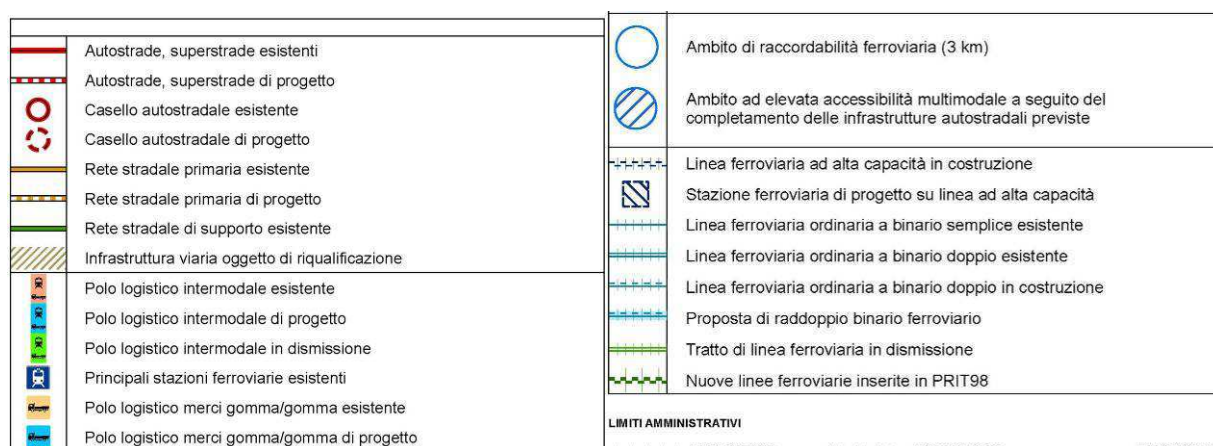 Autostrade, superstrade esistenti
Autostrade, superstrade di progetto
Casello autostradale esistente
Casello autostradale di progetto
Rete stradale primaria esistente
Rete stradale primaria di progetto
Rete stradale di supporto esistente
Infrastruttura viaria oggetto di riqualificazione
Polo logistico intermodale esistente
Polo logistico intermodale di progetto
Polo logistico intermodale in dismissione
Principali stazioni ferroviarie esistenti
Polo logistico merci gomma/gomma esistente
Polo logistico merci gomma/gomma di progetto
Ambito di raccordabilità ferroviaria (3 km)
Ambito ad elevata accessibilità multimodale a seguito del
completamento delle infrastrutture autostradali previste
Linea ferroviaria ad alta capacità in costruzione
Stazione ferroviaria di progetto su linea ad alta capacità
Linea ferroviaria ordinaria a binario semplice esistente
Linea ferroviaria ordinaria a binario doppio esistente
Linea ferroviaria ordinaria a binario doppio in costruzione
Proposta di raddoppio binario ferroviario
Tratto di linea ferroviaria in dismissione
Nuove linee ferroviarie inserite in PRIT98
LIMITI AMMINISTRATIVI